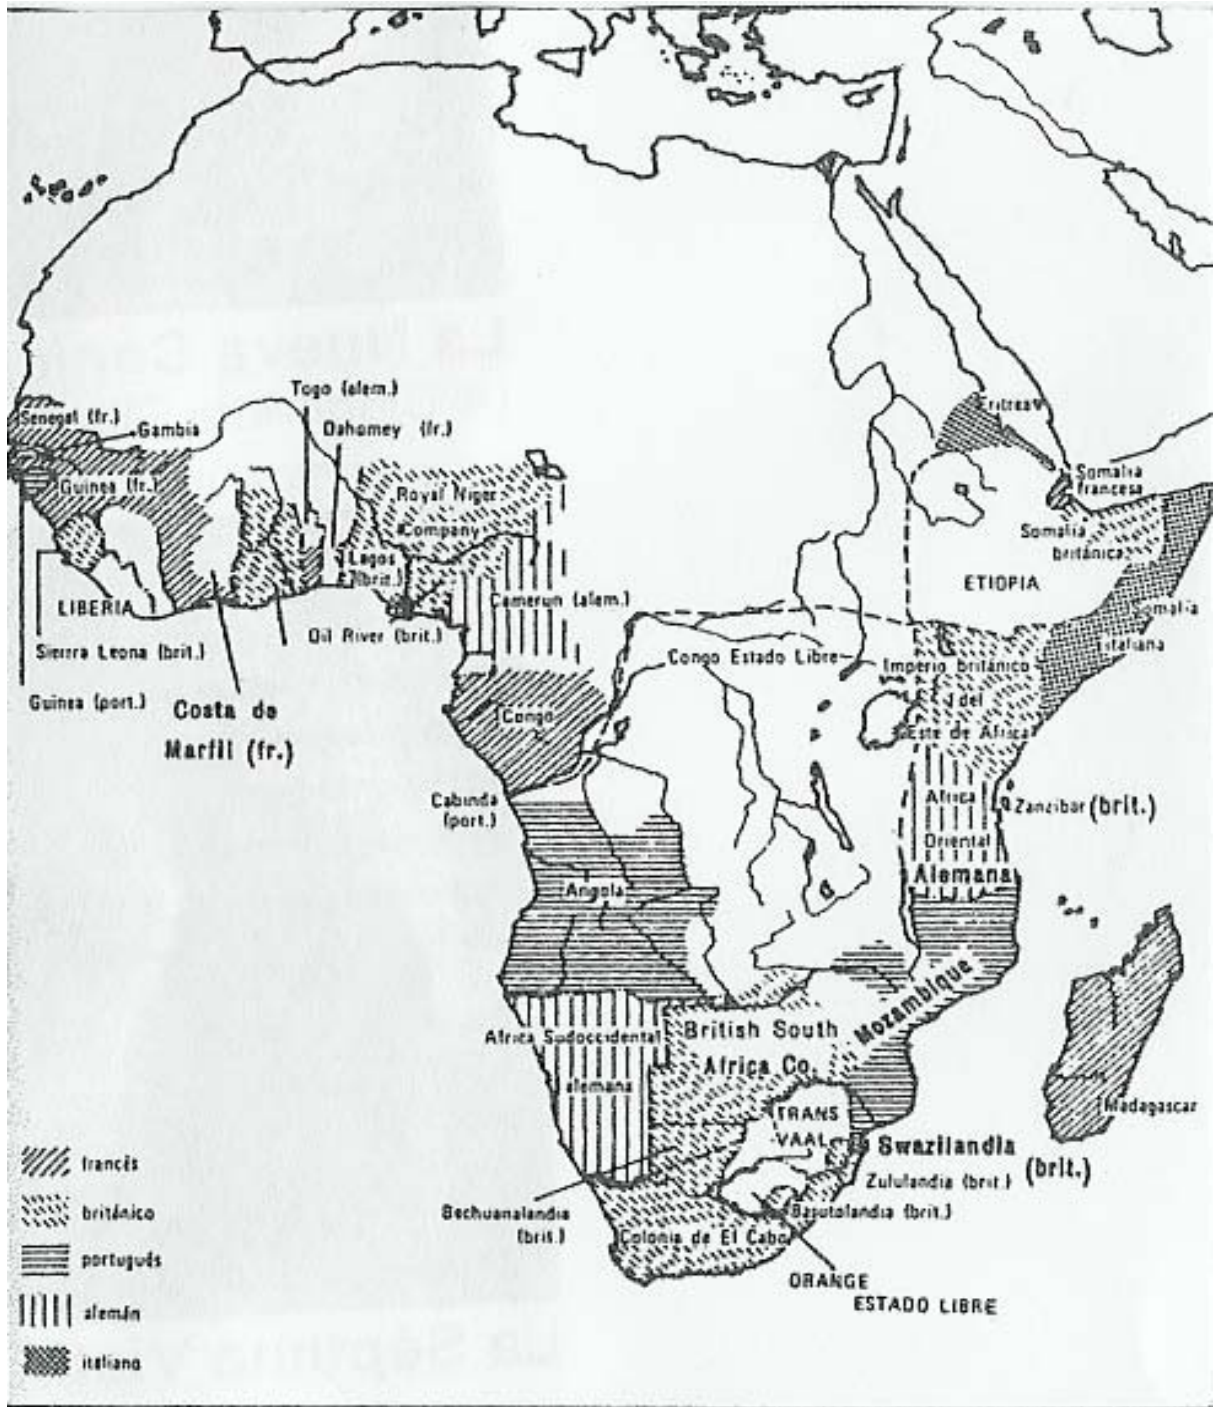 Togo (alem.)
Dahomey (fr.)
Senegal (fr.)
Gambia
Guinea (fr.)
Royal Niger
Company
Lagos
(brit.)
Camerun (alem.)
LIBERIA
Oil River (brit.)
Sierra Leona (brit.)
Guinea (port.)
Costa de
Marfil (fr.)
Eritrea
Somalia
francesa
Somalia
británica
ETIOPIA
Somalia
italiana
Congo Estado Libre
Imperio británico
del
Este de Africa
Congo
Cabinda
(port.)
Africa
Oriental
Alemana
Zanzibar (brit.)
Angola
Mozambique
Africa Sudoccidental
alemana
British South
Africa Co.
Madagascar
TRANS
VAAL
Swazilandia
(brit.)
Zululandia (brit.)
Basutolandia (brit.)
Bechuanalandia
(brit.)
Colonia de El Cabo
ORANGE
ESTADO LIBRE
francés
británico
portugués
alemán
italiano